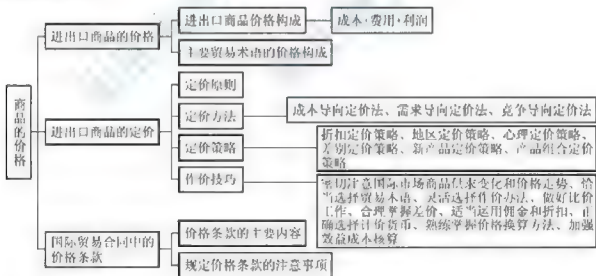 商品的价格
进出口商品的价格
进出口商品价格构成
成本·费用·利润
主要贸易术语的价格构成
进出口商品的定价
定价原则
定价方法
成本导向定价法、需求导向定价法、竞争导向定价法
定价策略
折扣定价策略、地区定价策略、心理定价策略、
差别定价策略、新产品定价策略、产品组合定价
策略
作价技巧
密切注意国际市场商品供求变化和价格走势、恰
当选择贸易术语、灵活选择作价办法、做好比价
工作、合理掌握差价、适当运用佣金和折扣、正
确选择计价货币、熟练掌握价格换算方法、加强
效益成本核算
国际贸易合同中的
价格条款
价格条款的主要内容
规定价格条款的注意事项